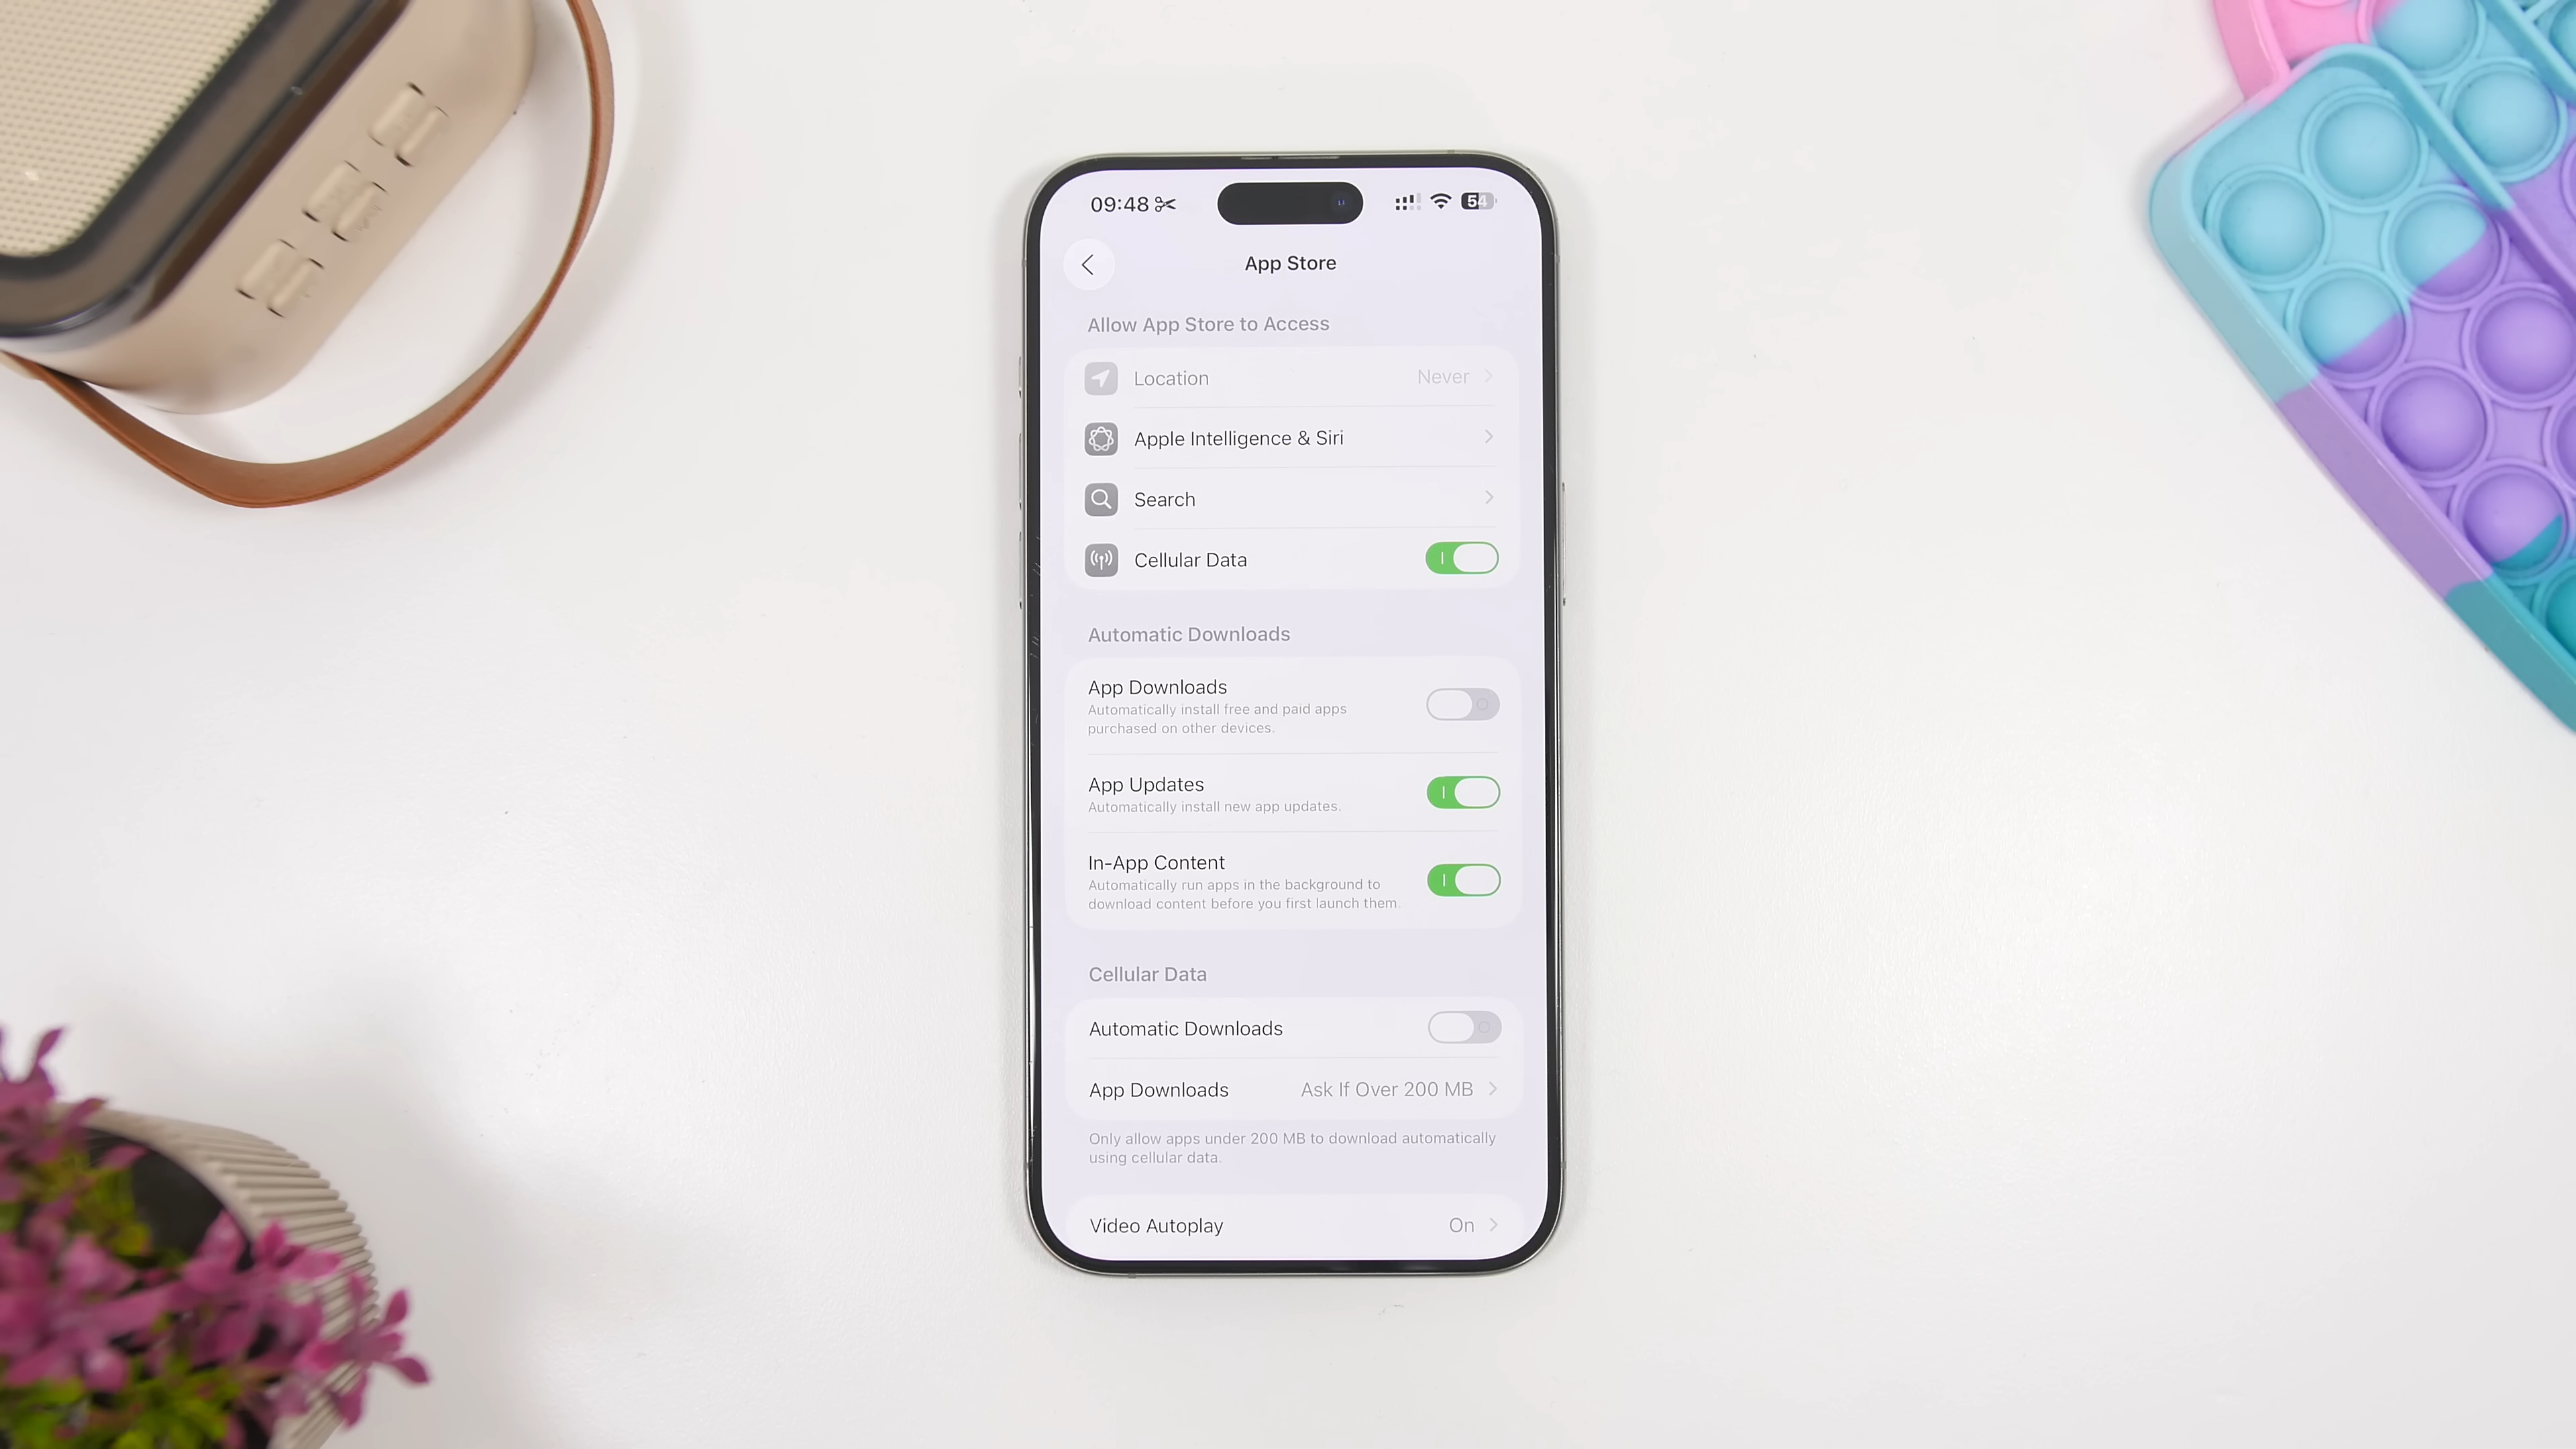 09:48
54
App Store
Allow App Store to Access
Location Never
Apple Intelligence & Siri
Search
Cellular Data
Automatic Downloads
App Downloads
Automatically install free and paid apps
purchased on other devices.
App Updates
Automatically install new app updates.
In-App Content
Automatically run apps in the background to
download content before you first launch them.
Cellular Data
Automatic Downloads
App Downloads Ask If Over 200 MB
Only allow apps under 200 MB to download automatically
using cellular data.
Video Autoplay On